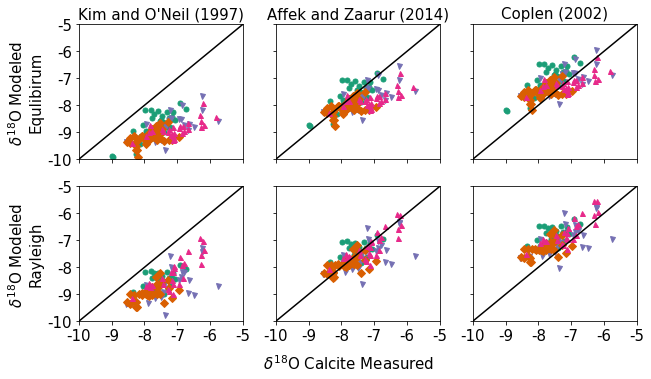 Kim and O'Neil (1997) Affek and Zaarur (2014) Coplen (2002)
-5
-6
-7
-8
-9
-10
δ¹⁸O Modeled
Equlibirum
-5
-6
-7
-8
-9
-10
δ¹⁸O Modeled
Rayleigh
-10 -9 -8 -7 -6 -5 -10 -9 -8 -7 -6 -5 -10 -9 -8 -7 -6 -5
δ¹⁸O Calcite Measured